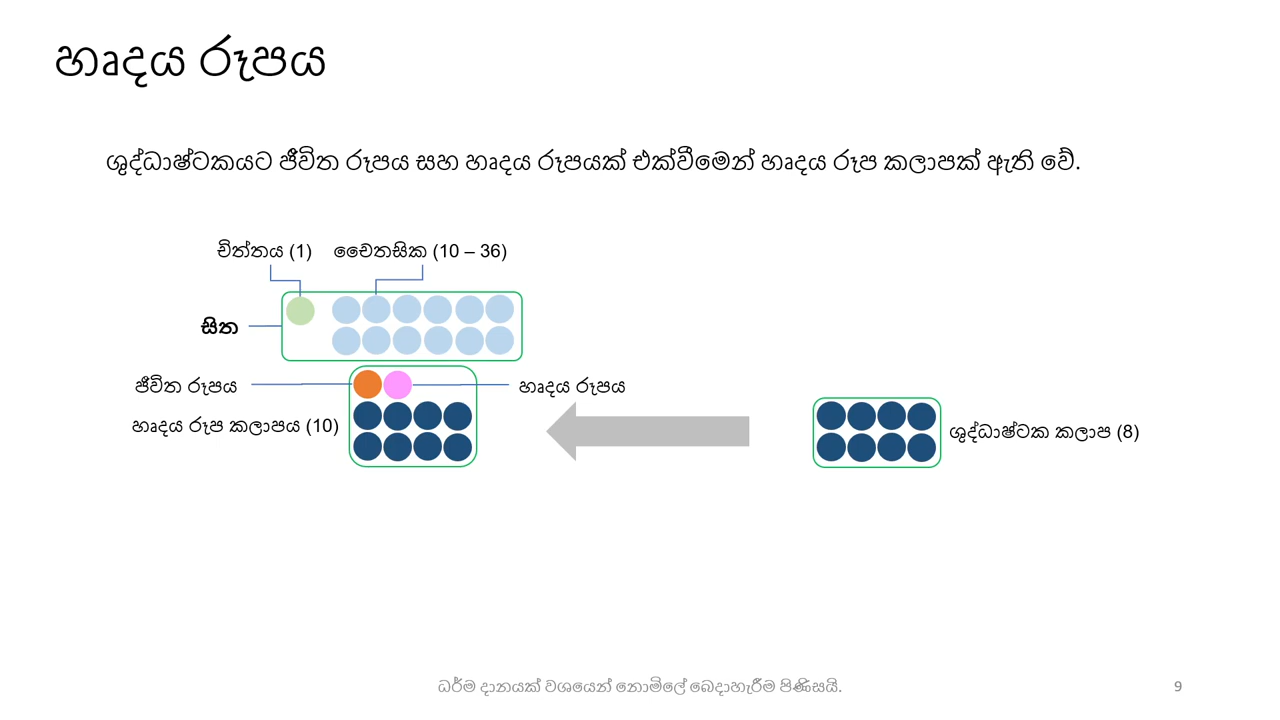 හෘදය රූපය
ශුද්ධාෂ්ටකයට ජීවිත රූපය සහ හෘදය රූපයක් එක්වීමෙන් හෘදය රූප කලාපක් ඇති වේ.
චිත්තය (1) චෛතසික (10 – 36)
සිත
ජීවිත රූපය හෘදය රූපය
හෘදය රූප කලාපය (10)
ශුද්ධාෂ්ටක කලාප (8)
ධර්ම දානයක් වශයෙන් නොමිලේ බෙදාහැරීම පිණිසයි. 9